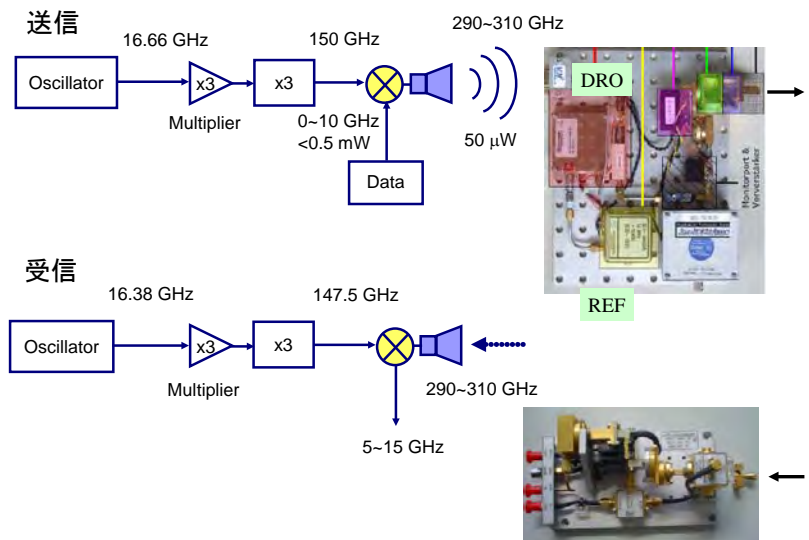 送信
16.66 GHz
150 GHz
290~310 GHz
Oscillator
x3
x3
Multiplier
0~10 GHz
<0.5 mW
50 μW
Data
DRO
Monitorport &
Vorverstärker
REF
受信
16.38 GHz
147.5 GHz
Oscillator
x3
x3
Multiplier
290~310 GHz
5~15 GHz